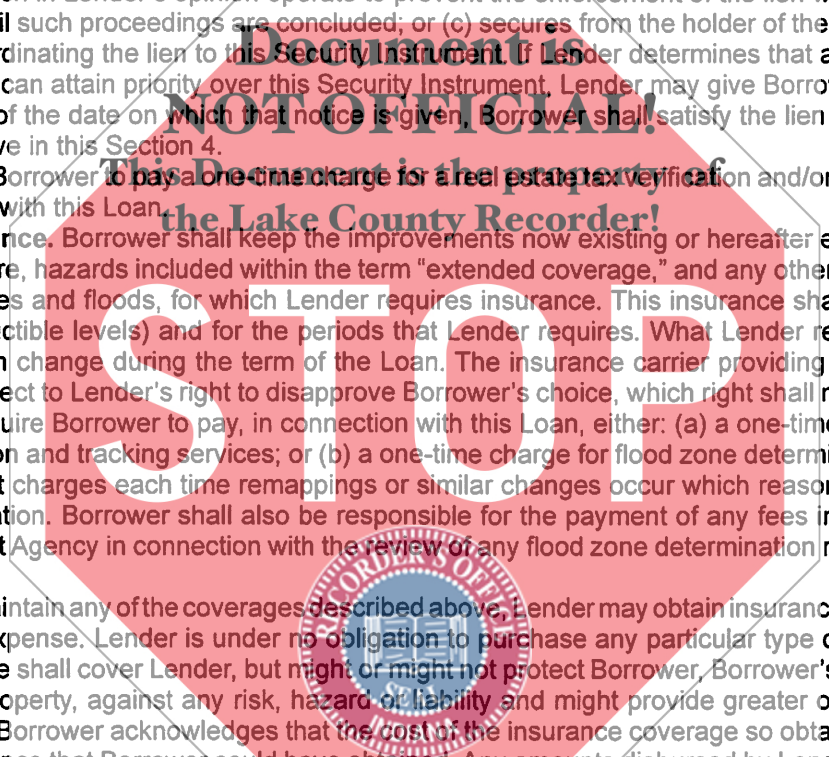 il such proceedings are concluded; or (c) secures from the holder of the
Document is
rdinating the lien to this Security Instrument. If Lender determines that a
can attain priority over this Security Instrument, Lender may give Borro
NOT OFFICIAL!
of the date on which that notice is given, Borrower shall satisfy the lien
ve in this Section 4.
This Document is the property of
Borrower to pay a one-time charge for a real estate tax verification and/or
with this Loan.
the Lake County Recorder!
nce. Borrower shall keep the improvements now existing or hereafter e
re, hazards included within the term "extended coverage," and any other
es and floods, for which Lender requires insurance. This insurance sha
ctible levels) and for the periods that Lender requires. What Lender re
n change during the term of the Loan. The insurance carrier providing
ect to Lender's right to disapprove Borrower's choice, which right shall n
STOP
uire Borrower to pay, in connection with this Loan, either: (a) a one-time
on and tracking services; or (b) a one-time charge for flood zone determi
t charges each time remappings or similar changes occur which reason
tion. Borrower shall also be responsible for the payment of any fees i
t Agency in connection with the review of any flood zone determination r
RECORDER'S OFFICE
intain any of the coverages described above, Lender may obtain insuranc
xpense. Lender is under no obligation to purchase any particular type o
e shall cover Lender, but might or might not protect Borrower, Borrower's
SEAL
operty, against any risk, hazard or liability and might provide greater o
Borrower acknowledges that the cost of the insurance coverage so obta